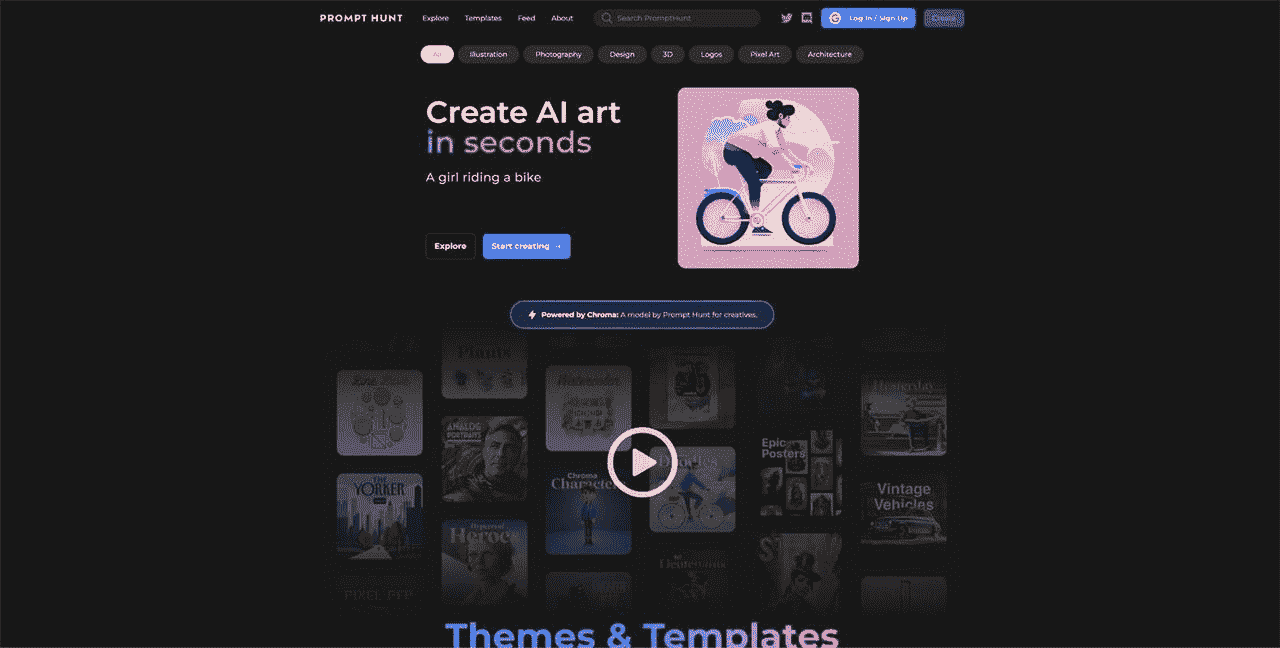 PROMPT HUNT
Explore
Templates
Feed
About
Search PromptHunt
Log In / Sign Up
Create
All
Illustration
Photography
Design
3D
Logos
Pixel Art
Architecture
Create AI art
in seconds
A girl riding a bike
Explore
Start creating →
Powered by Chroma: A model by Prompt Hunt for creatives.
Plants
Yesterday
ANALOG
PORTRAITS
Epic
Posters
Chroma
Characters
YORKER
Vintage
Vehicles
Heroes
PIXEL PFP
Themes & Templates